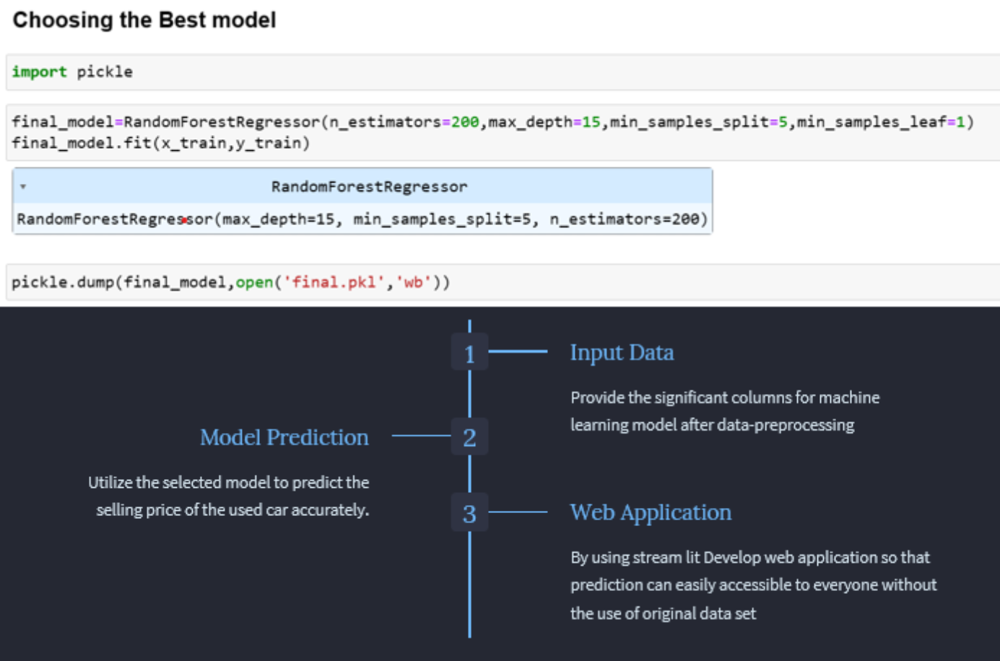 Choosing the Best model
import pickle
final_model=RandomForestRegressor(n_estimators=200,max_depth=15,min_samples_split=5,min_samples_leaf=1)
final_model.fit(x_train,y_train)
RandomForestRegressor
RandomForestRegressor(max_depth=15, min_samples_split=5, n_estimators=200)
pickle.dump(final_model,open('final.pkl','wb'))
1
Input Data
Provide the significant columns for machine
learning model after data-preprocessing
Model Prediction
2
Utilize the selected model to predict the
selling price of the used car accurately.
3
Web Application
By using stream lit Develop web application so that
prediction can easily accessible to everyone without
the use of original data set